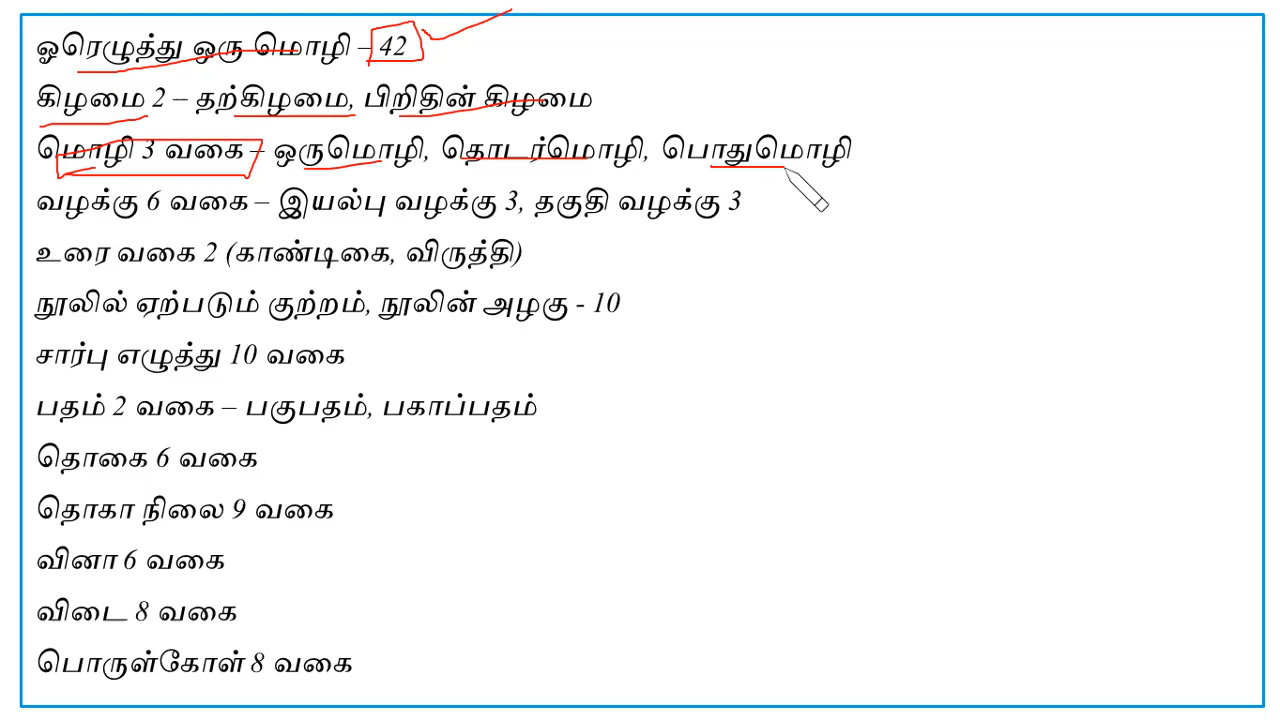 ஓரெழுத்து ஒரு மொழி – 42
கிழமை 2 – தற்கிழமை, பிறிதின் கிழமை
மொழி 3 வகை – ஒருமொழி, தொடர்மொழி, பொதுமொழி
வழக்கு 6 வகை – இயல்பு வழக்கு 3, தகுதி வழக்கு 3
உரை வகை 2 (காண்டிகை, விருத்தி)
நூலில் ஏற்படும் குற்றம், நூலின் அழகு - 10
சார்பு எழுத்து 10 வகை
பதம் 2 வகை – பகுபதம், பகாப்பதம்
தொகை 6 வகை
தொகா நிலை 9 வகை
வினா 6 வகை
விடை 8 வகை
பொருள்கோள் 8 வகை